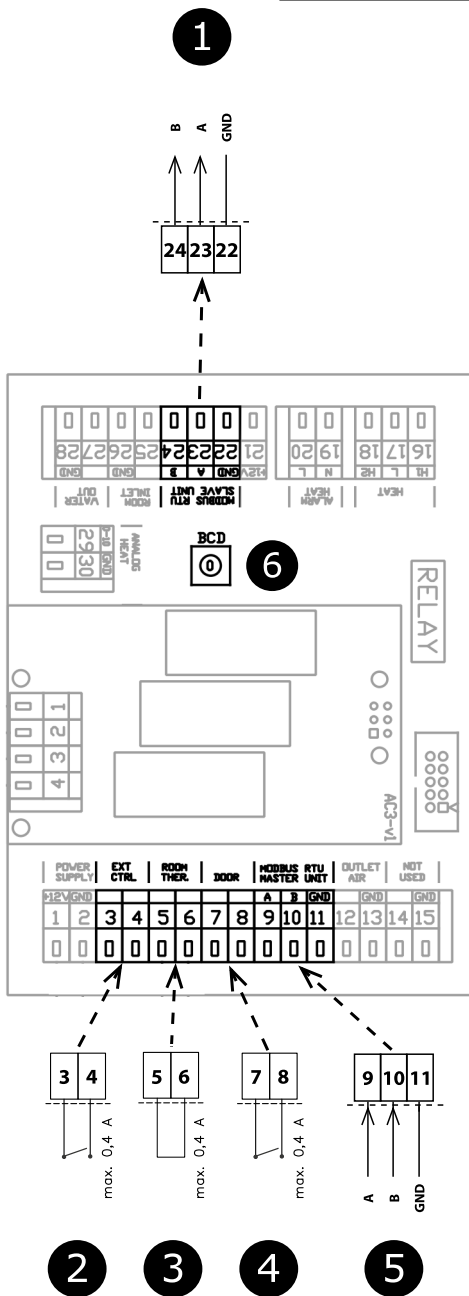 1
B A GND
24 23 22
28 27 26 25 24 23 22 21 20 19 18 17 16
GND GND B A GND +12V L N H2 L H1
VATER OUT
ROOM INLET
MODBUS RTU SLAVE UNIT
ALARM HEAT
HEAT
29 30
0-10 GND
ANALOG HEAT
BCD
0
6
RELAY
1
2
3
4
AC3-v1
POWER SUPPLY
EXT CTRL
ROOM THER.
DOOR
MODBUS RTU MASTER UNIT
OUTLET AIR
NOT USED
+12V GND A B GND GND GND
1 2 3 4 5 6 7 8 9 10 11 12 13 14 15
3 4
5 6
7 8
9 10 11
max. 0,4 A
max. 0,4 A
max. 0,4 A
A B GND
2 3 4 5